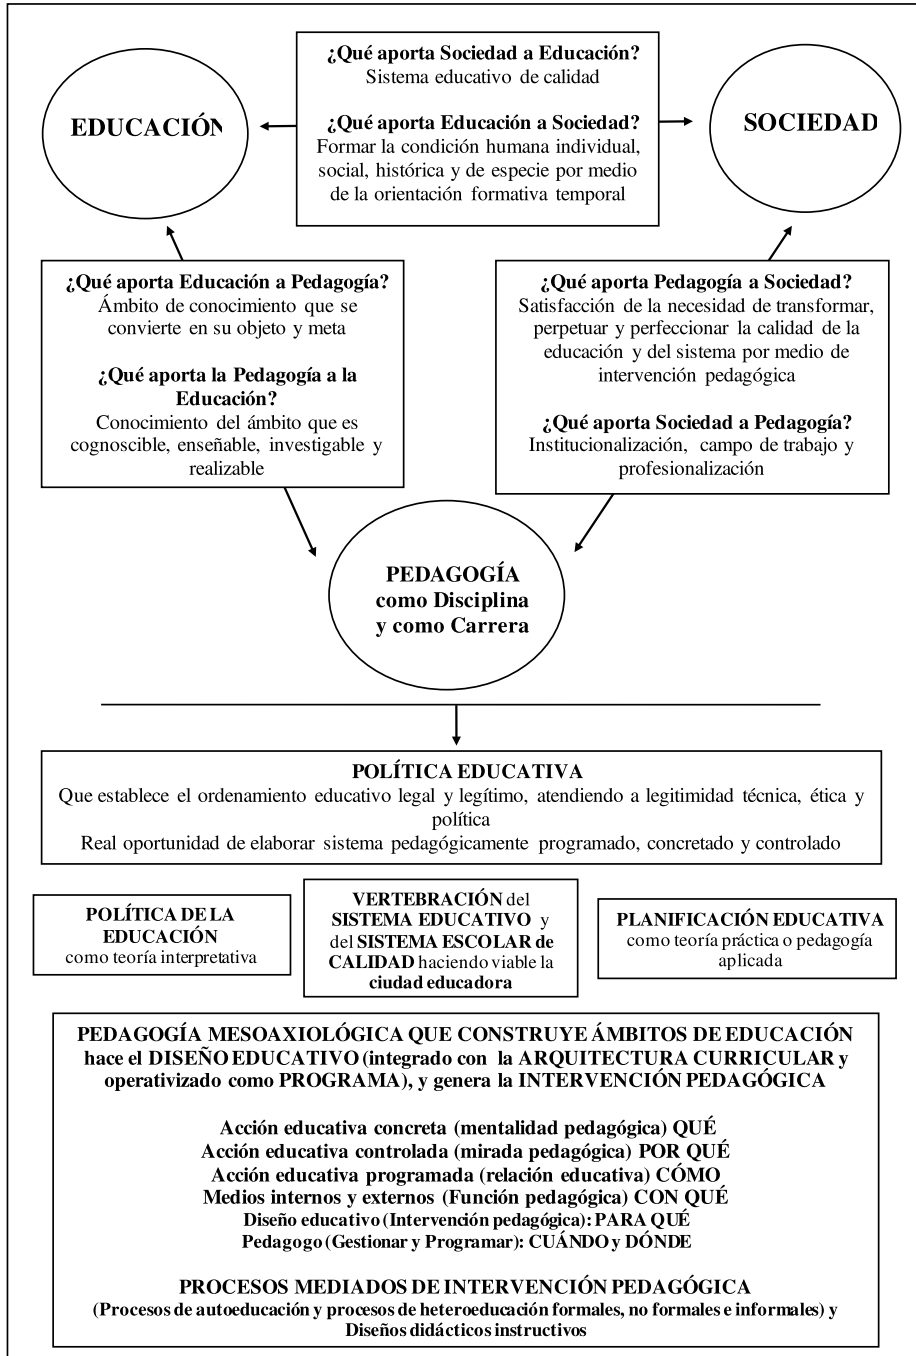 ¿Qué aporta Sociedad a Educación?
Sistema educativo de calidad
¿Qué aporta Educación a Sociedad?
Formar la condición humana individual,
social, histórica y de especie por medio
de la orientación formativa temporal
EDUCACIÓN
SOCIEDAD
¿Qué aporta Educación a Pedagogía?
Ámbito de conocimiento que se
convierte en su objeto y meta
¿Qué aporta la Pedagogía a la
Educación?
Conocimiento del ámbito que es
cognoscible, enseñable, investigable y
realizable
¿Qué aporta Pedagogía a Sociedad?
Satisfacción de la necesidad de transformar,
perpetuar y perfeccionar la calidad de la
educación y del sistema por medio de
intervención pedagógica
¿Qué aporta Sociedad a Pedagogía?
Institucionalización, campo de trabajo y
profesionalización
PEDAGOGÍA
como Disciplina
y como Carrera
POLÍTICA EDUCATIVA
Que establece el ordenamiento educativo legal y legítimo, atendiendo a legitimidad técnica, ética y
política
Real oportunidad de elaborar sistema pedagógicamente programado, concretado y controlado
POLÍTICA DE LA
EDUCACIÓN
como teoría interpretativa
VERTEBRACIÓN del
SISTEMA EDUCATIVO y
del SISTEMA ESCOLAR de
CALIDAD haciendo viable la
ciudad educadora
PLANIFICACIÓN EDUCATIVA
como teoría práctica o pedagogía
aplicada
PEDAGOGÍA MESOAXIOLÓGICA QUE CONSTRUYE ÁMBITOS DE EDUCACIÓN
hace el DISEÑO EDUCATIVO (integrado con la ARQUITECTURA CURRICULAR y
operativizado como PROGRAMA), y genera la INTERVENCIÓN PEDAGÓGICA
Acción educativa concreta (mentalidad pedagógica) QUÉ
Acción educativa controlada (mirada pedagógica) POR QUÉ
Acción educativa programada (relación educativa) CÓMO
Medios internos y externos (Función pedagógica) CON QUÉ
Diseño educativo (Intervención pedagógica): PARA QUÉ
Pedagogo (Gestionar y Programar): CUÁNDO y DÓNDE
PROCESOS MEDIADOS DE INTERVENCIÓN PEDAGÓGICA
(Procesos de autoeducación y procesos de heteroeducación formales, no formales e informales) y
Diseños didácticos instructivos